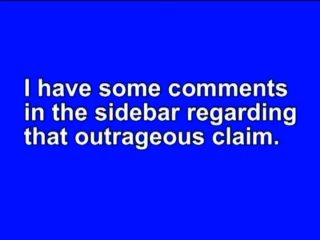 I have some comments
in the sidebar regarding
that outrageous claim.